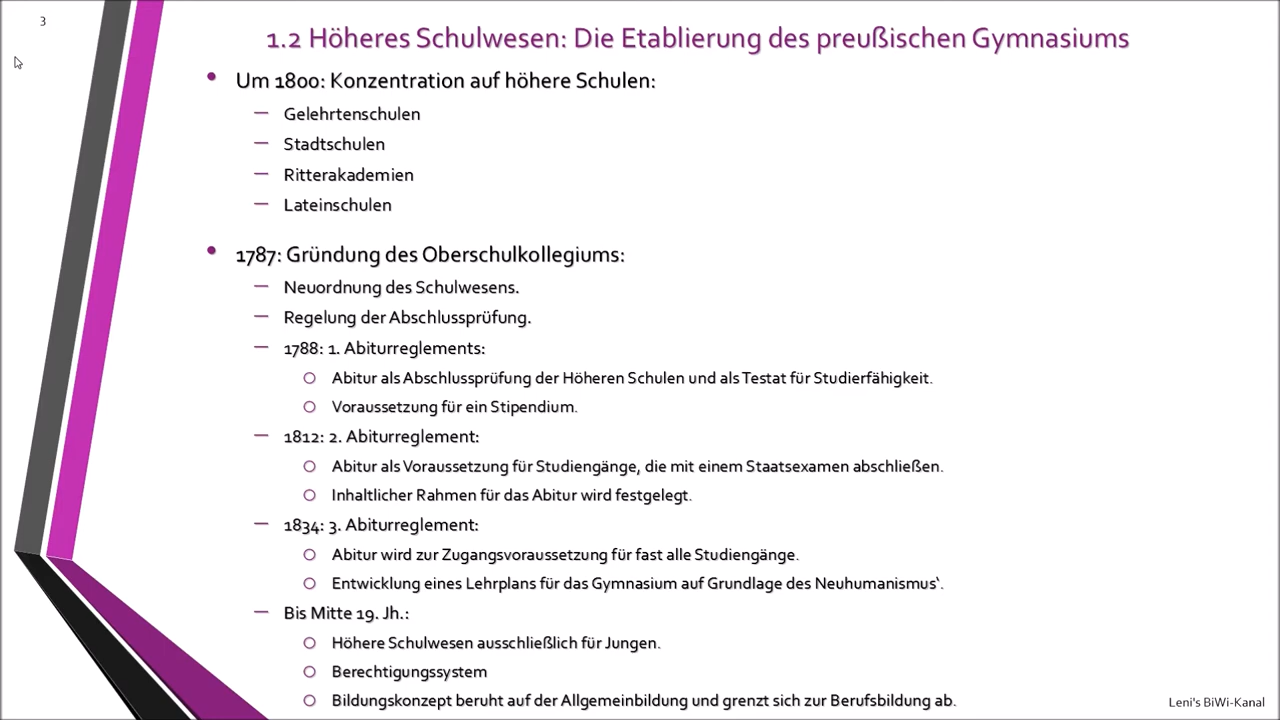 3
1.2 Höheres Schulwesen: Die Etablierung des preußischen Gymnasiums
• Um 1800: Konzentration auf höhere Schulen:
– Gelehrtenschulen
– Stadtschulen
– Ritterakademien
– Lateinschulen
• 1787: Gründung des Oberschulkollegiums:
– Neuordnung des Schulwesens.
– Regelung der Abschlussprüfung.
– 1788: 1. Abiturreglements:
○ Abitur als Abschlussprüfung der Höheren Schulen und als Testat für Studierfähigkeit.
○ Voraussetzung für ein Stipendium.
– 1812: 2. Abiturreglement:
○ Abitur als Voraussetzung für Studiengänge, die mit einem Staatsexamen abschließen.
○ Inhaltlicher Rahmen für das Abitur wird festgelegt.
– 1834: 3. Abiturreglement:
○ Abitur wird zur Zugangsvoraussetzung für fast alle Studiengänge.
○ Entwicklung eines Lehrplans für das Gymnasium auf Grundlage des Neuhumanismus‘.
– Bis Mitte 19. Jh.:
○ Höhere Schulwesen ausschließlich für Jungen.
○ Berechtigungssystem
○ Bildungskonzept beruht auf der Allgemeinbildung und grenzt sich zur Berufsbildung ab.
Leni's BiWi-Kanal